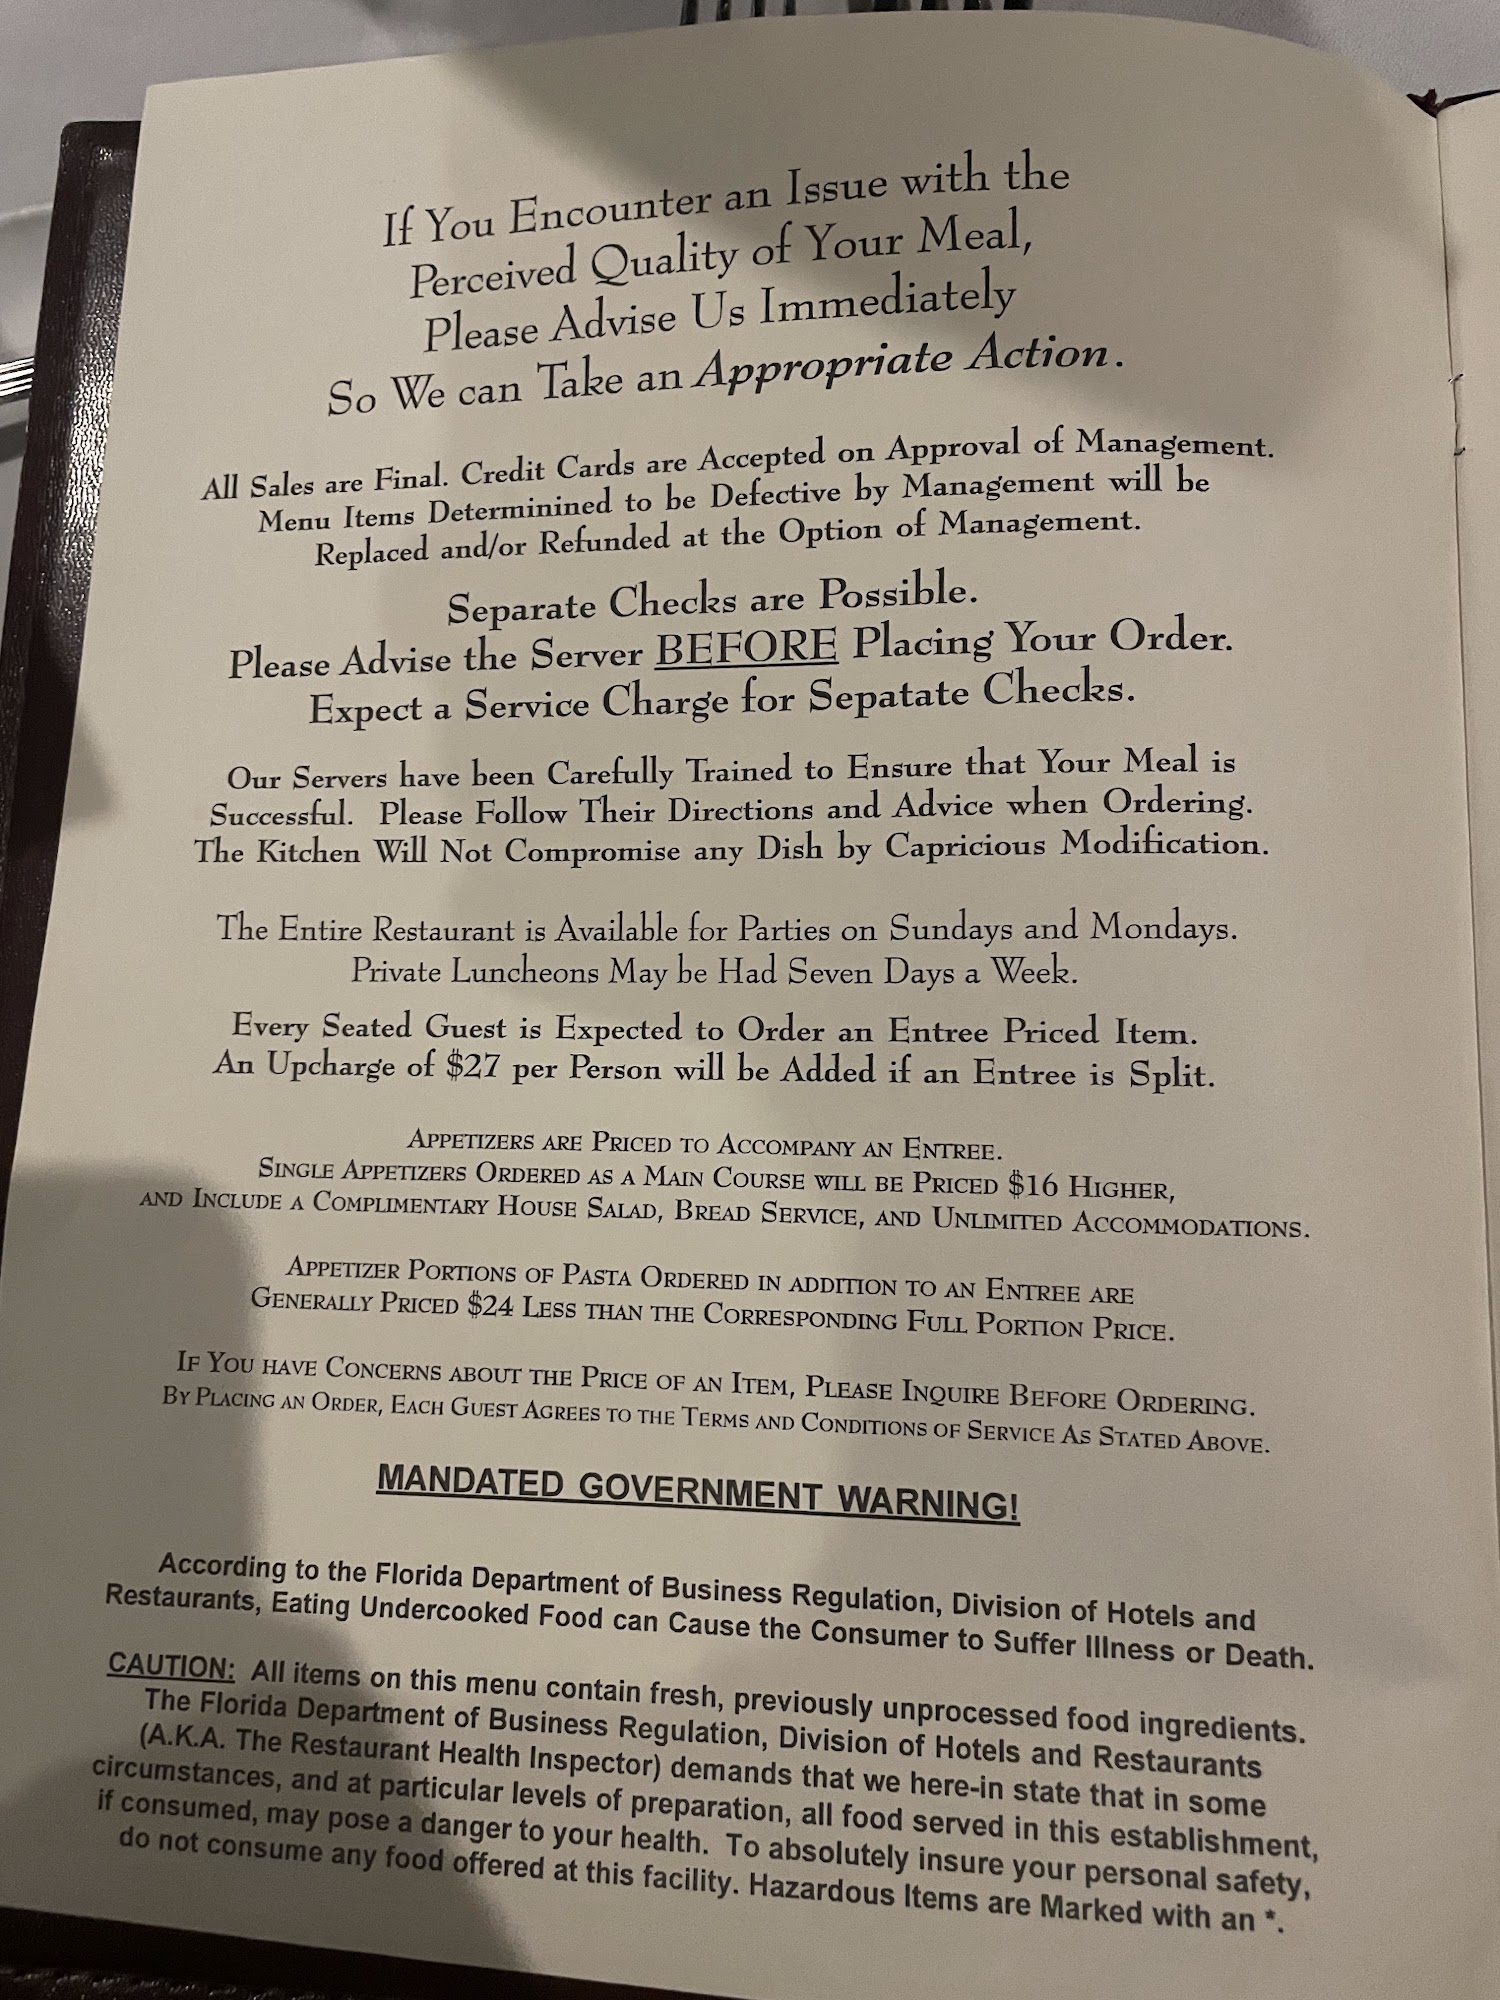 If You Encounter an Issue with the
Perceived Quality of Your Meal,
Please Advise Us Immediately
So We can Take an Appropriate Action.
All Sales are Final. Credit Cards are Accepted on Approval of Management.
Menu Items Determinined to be Defective by Management will be
Replaced and/or Refunded at the Option of Management.
Separate Checks are Possible.
Please Advise the Server BEFORE Placing Your Order.
Expect a Service Charge for Sepatate Checks.
Our Servers have been Carefully Trained to Ensure that Your Meal is
Successful. Please Follow Their Directions and Advice when Ordering.
The Kitchen Will Not Compromise any Dish by Capricious Modification.
The Entire Restaurant is Available for Parties on Sundays and Mondays.
Private Luncheons May be Had Seven Days a Week.
Every Seated Guest is Expected to Order an Entree Priced Item.
An Upcharge of $27 per Person will be Added if an Entree is Split.
Appetizers are Priced to Accompany an Entree.
Single Appetizers Ordered as a Main Course will be Priced $16 Higher,
and Include a Complimentary House Salad, Bread Service, and Unlimited Accommodations.
Appetizer Portions of Pasta Ordered in addition to an Entree are
Generally Priced $24 Less than the Corresponding Full Portion Price.
If You have Concerns about the Price of an Item, Please Inquire Before Ordering.
By Placing an Order, Each Guest Agrees to the Terms and Conditions of Service As Stated Above.
MANDATED GOVERNMENT WARNING!
According to the Florida Department of Business Regulation, Division of Hotels and
Restaurants, Eating Undercooked Food can Cause the Consumer to Suffer Illness or Death.
CAUTION: All items on this menu contain fresh, previously unprocessed food ingredients.
The Florida Department of Business Regulation, Division of Hotels and Restaurants
(A.K.A. The Restaurant Health Inspector) demands that we here-in state that in some
circumstances, and at particular levels of preparation, all food served in this establishment,
if consumed, may pose a danger to your health. To absolutely insure your personal safety,
do not consume any food offered at this facility. Hazardous Items are Marked with an *.